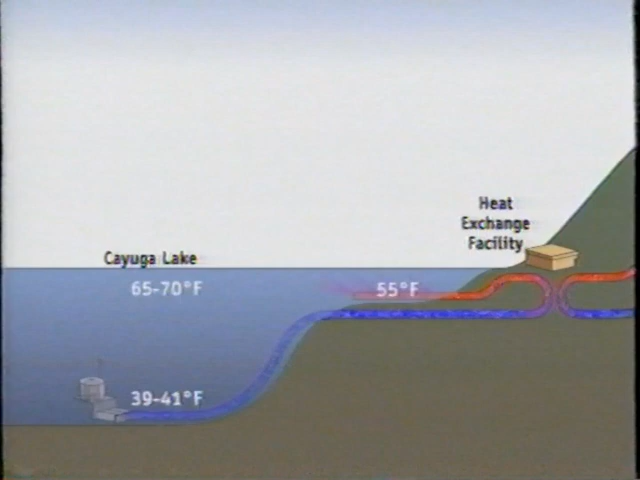 Heat
Exchange
Facility
Cayuga Lake
65-70°F
55°F
39-41°F